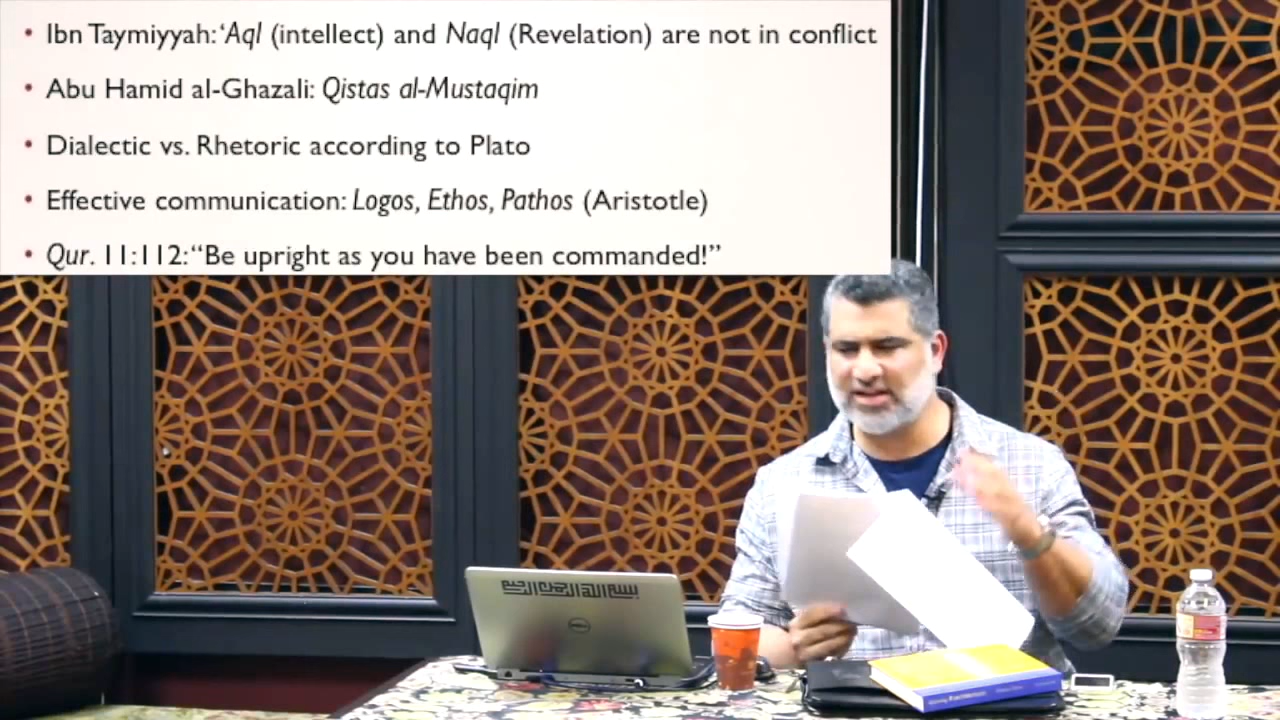 • Ibn Taymiyyah: ‘Aql (intellect) and Naql (Revelation) are not in conflict
• Abu Hamid al-Ghazali: Qistas al-Mustaqim
• Dialectic vs. Rhetoric according to Plato
• Effective communication: Logos, Ethos, Pathos (Aristotle)
• Qur. 11:112: “Be upright as you have been commanded!”
بسم الله الرحمن الرحيم
DELL